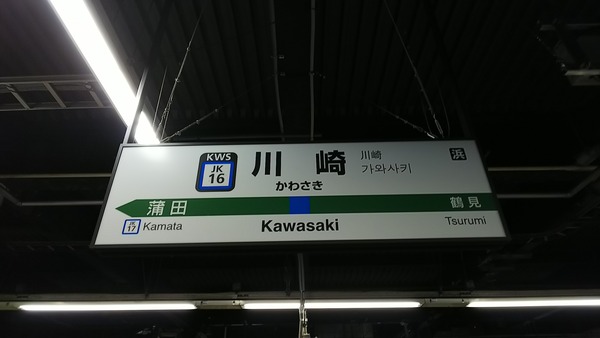 KWS
JK
16
川崎
かわさき
川崎
가와사키
浜
蒲田
鶴見
JK
17
Kamata
Kawasaki
Tsurumi